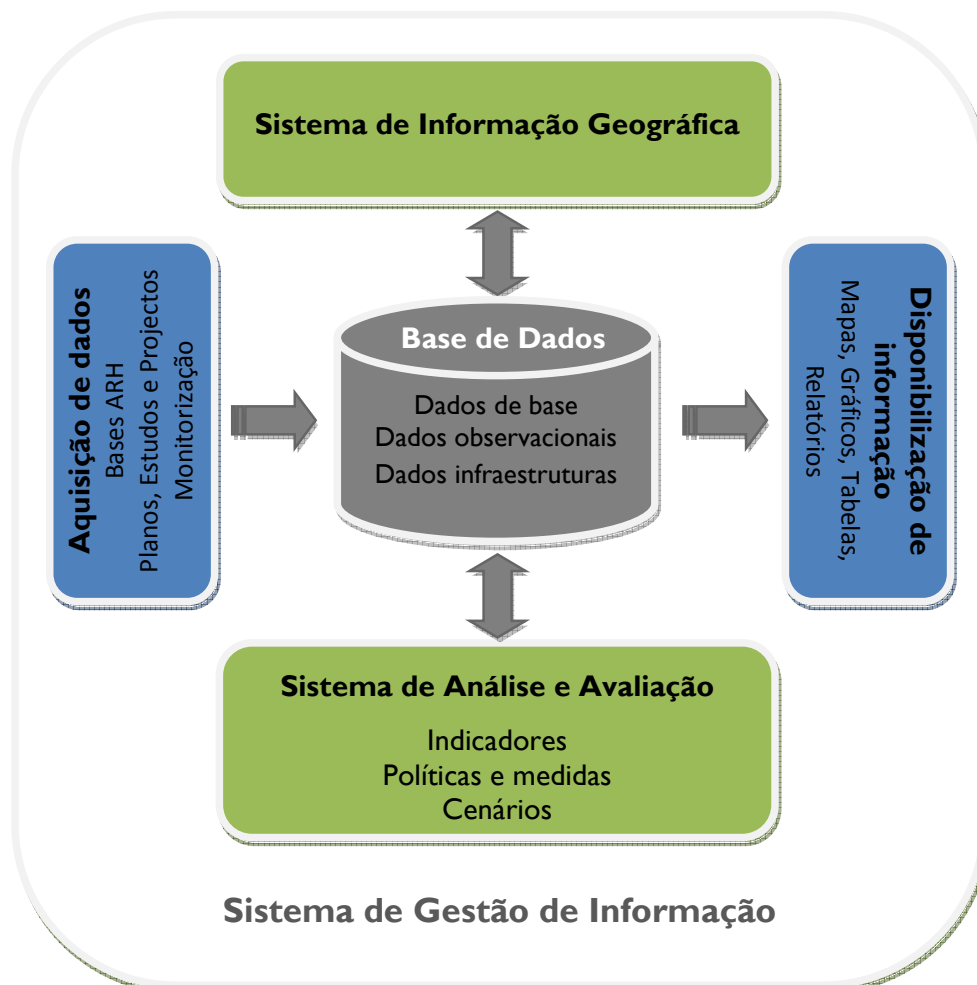 Sistema de Informação Geográfica
Aquisição de dados
Bases ARH
Planos, Estudos e Projectos
Monitorização
Base de Dados
Dados de base
Dados observacionais
Dados infraestruturas
Disponibilização de
informação
Mapas, Gráficos, Tabelas,
Relatórios
Sistema de Análise e Avaliação
Indicadores
Políticas e medidas
Cenários
Sistema de Gestão de Informação